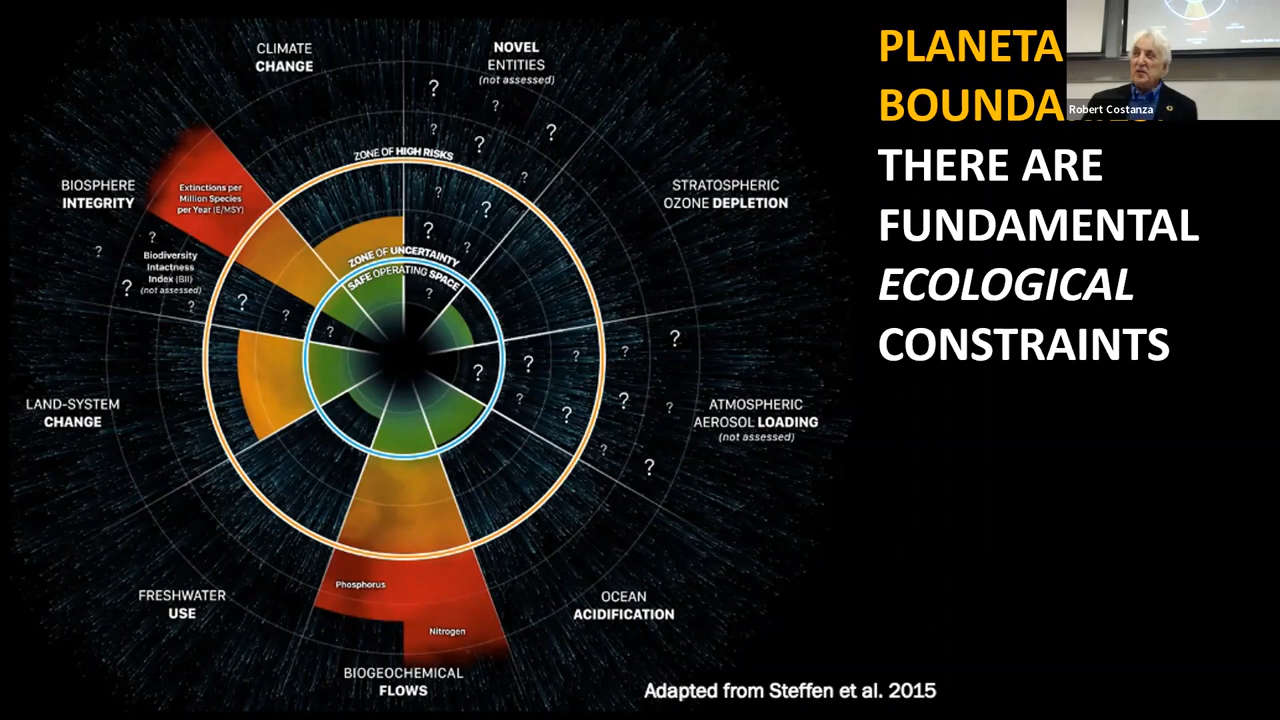 PLANETA
BOUNDA
THERE ARE
FUNDAMENTAL
ECOLOGICAL
CONSTRAINTS
Robert Costanza
CLIMATE
CHANGE
NOVEL
ENTITIES
(not assessed)
STRATOSPHERIC
OZONE DEPLETION
ATMOSPHERIC
AEROSOL LOADING
(not assessed)
OCEAN
ACIDIFICATION
BIOGEOCHEMICAL
FLOWS
Phosphorus
Nitrogen
FRESHWATER
USE
LAND-SYSTEM
CHANGE
BIOSPHERE
INTEGRITY
Extinctions per
Million Species
per Year (E/MSY)
Biodiversity
Intactness
Index (BII)
(not assessed)
ZONE OF HIGH RISKS
ZONE OF UNCERTAINTY
SAFE OPERATING SPACE
? ? ? ? ? ? ? ? ? ? ? ?
? ? ? ? ? ? ? ? ? ? ? ?
? ? ? ? ? ? ?
Adapted from Steffen et al. 2015